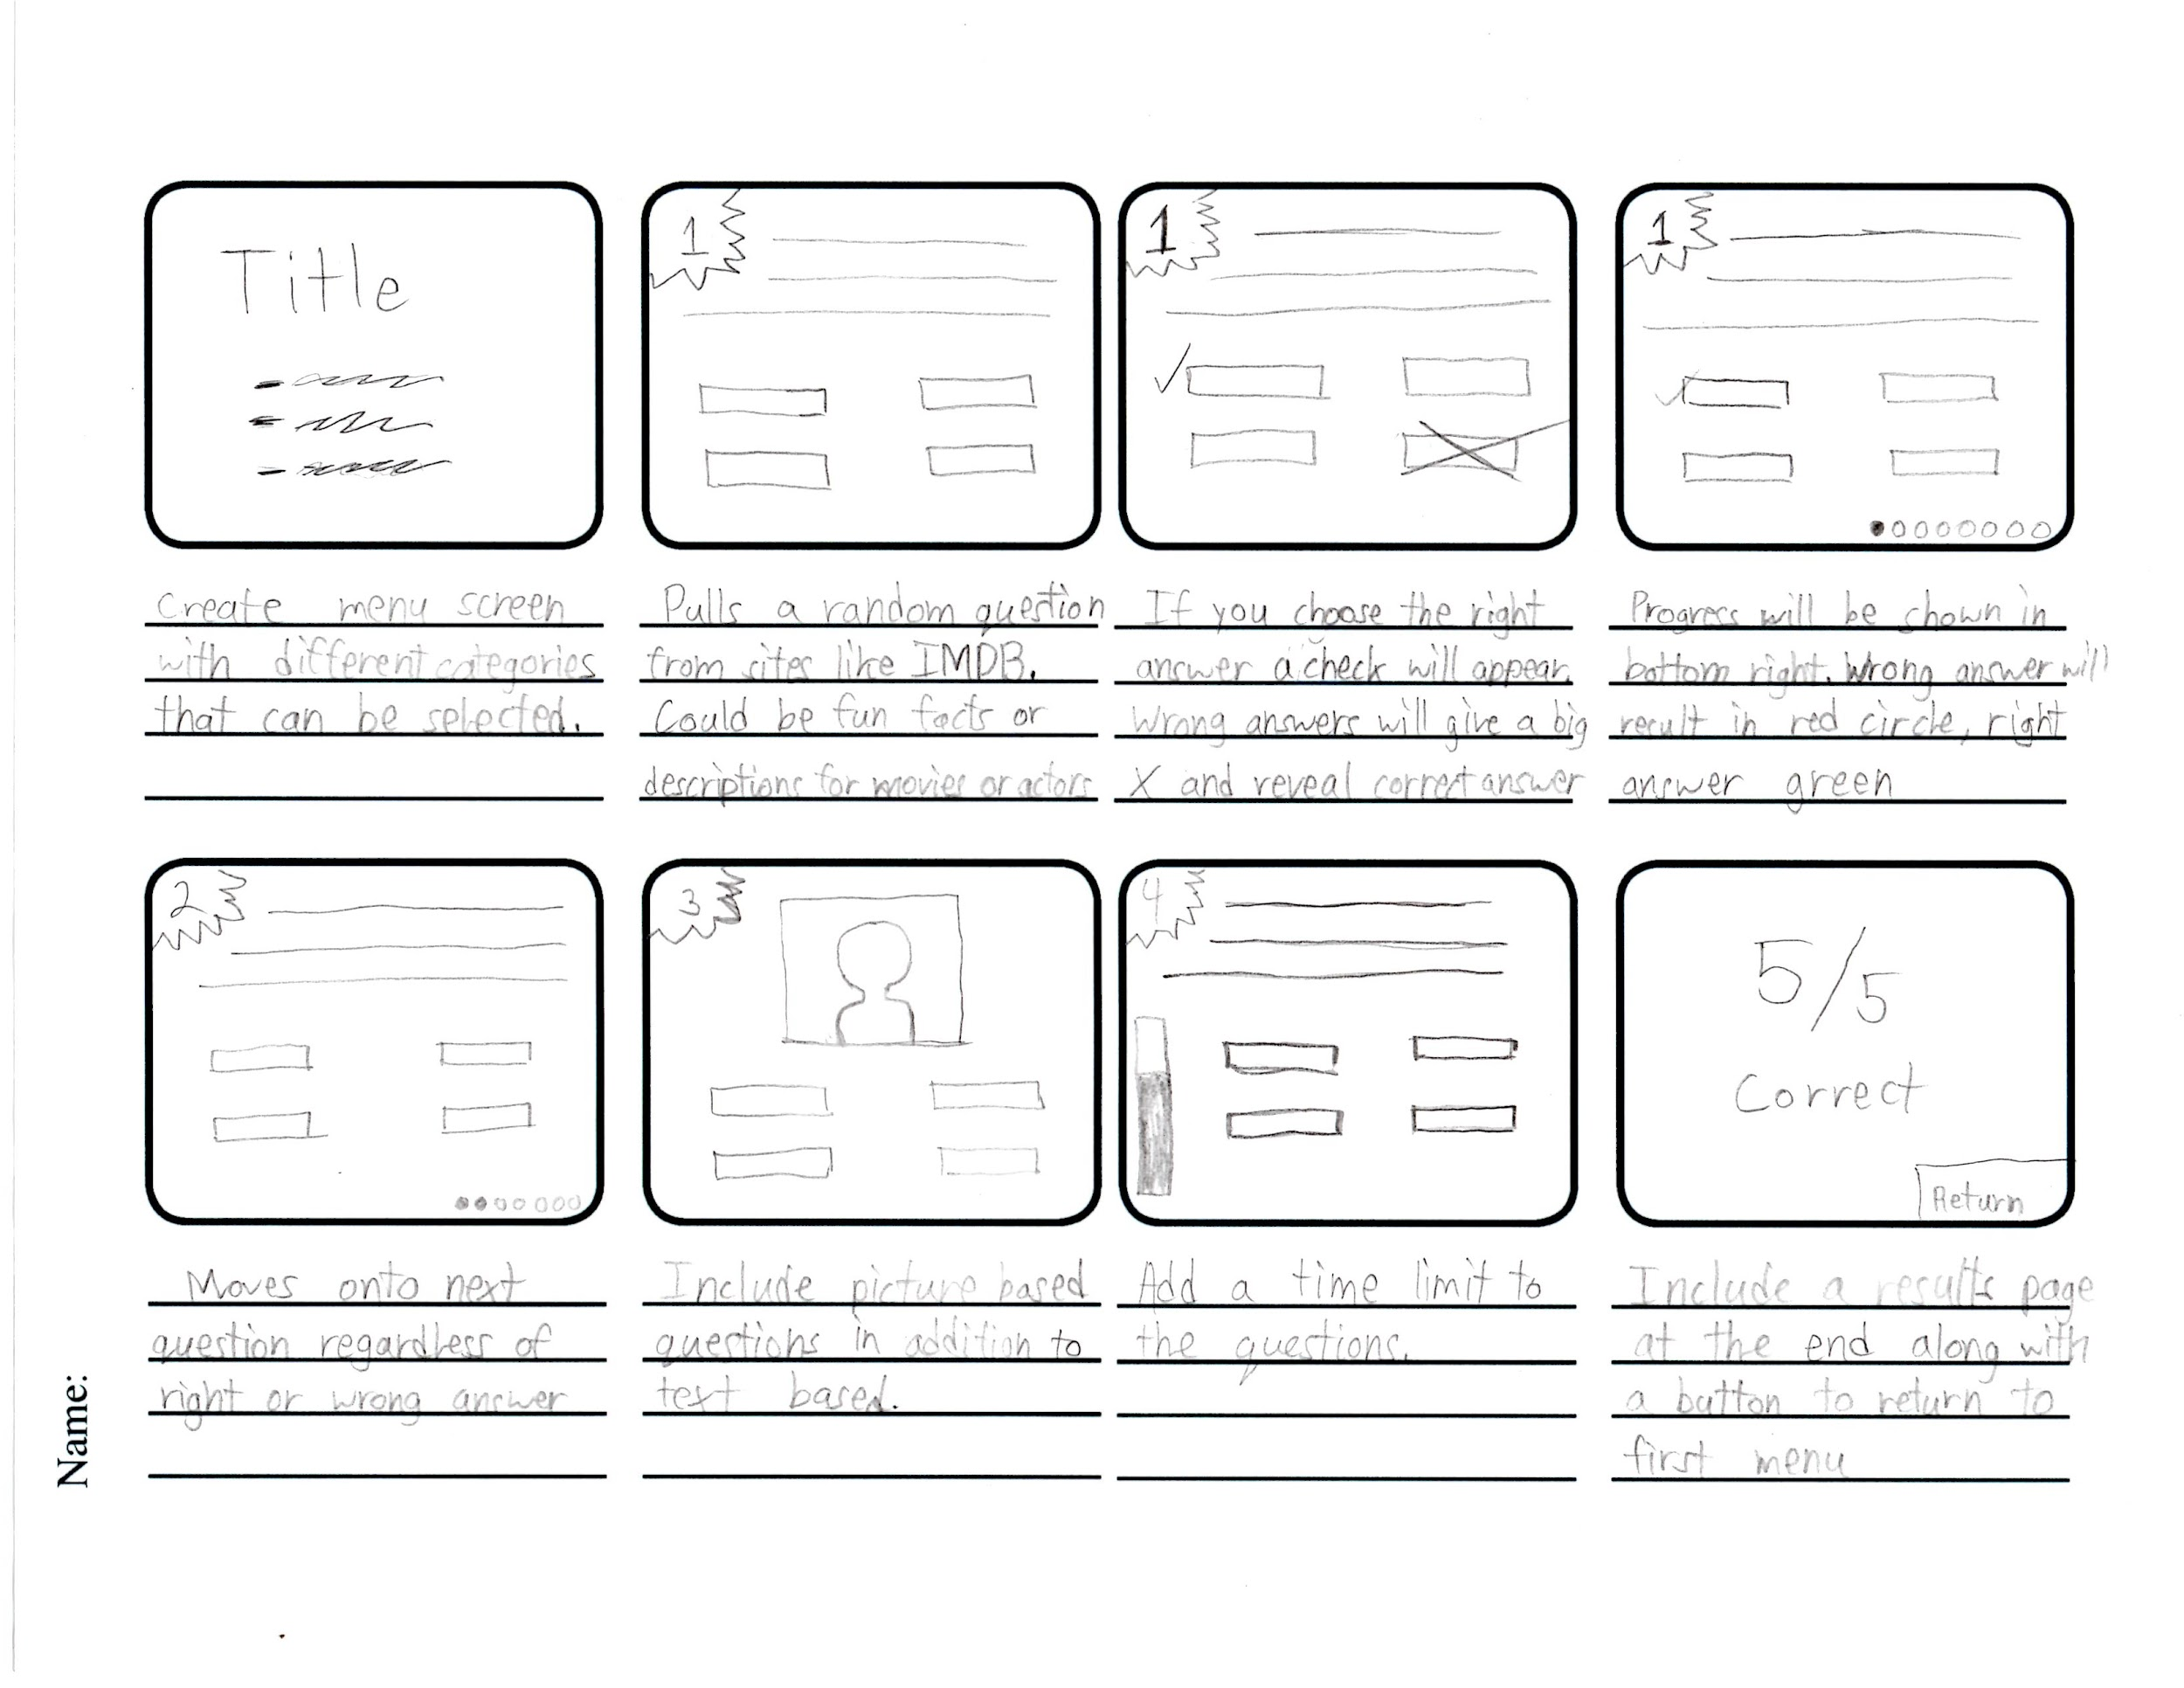 Title
1
1
1
Create menu screen
with different categories
that can be selected.
Pulls a random question
from sites like IMDB.
Could be fun facts or
descriptions for movies or actors
If you choose the right
answer a check will appear.
Wrong answers will give a big
X and reveal correct answer
Progress will be shown in
bottom right. Wrong answer will
result in red circle, right
answer green
2
3
4
5/5
Correct
Return
Moves onto next
question regardless of
right or wrong answer
Include picture based
questions in addition to
text based.
Add a time limit to
the questions.
Include a results page
at the end along with
a button to return to
first menu
Name: